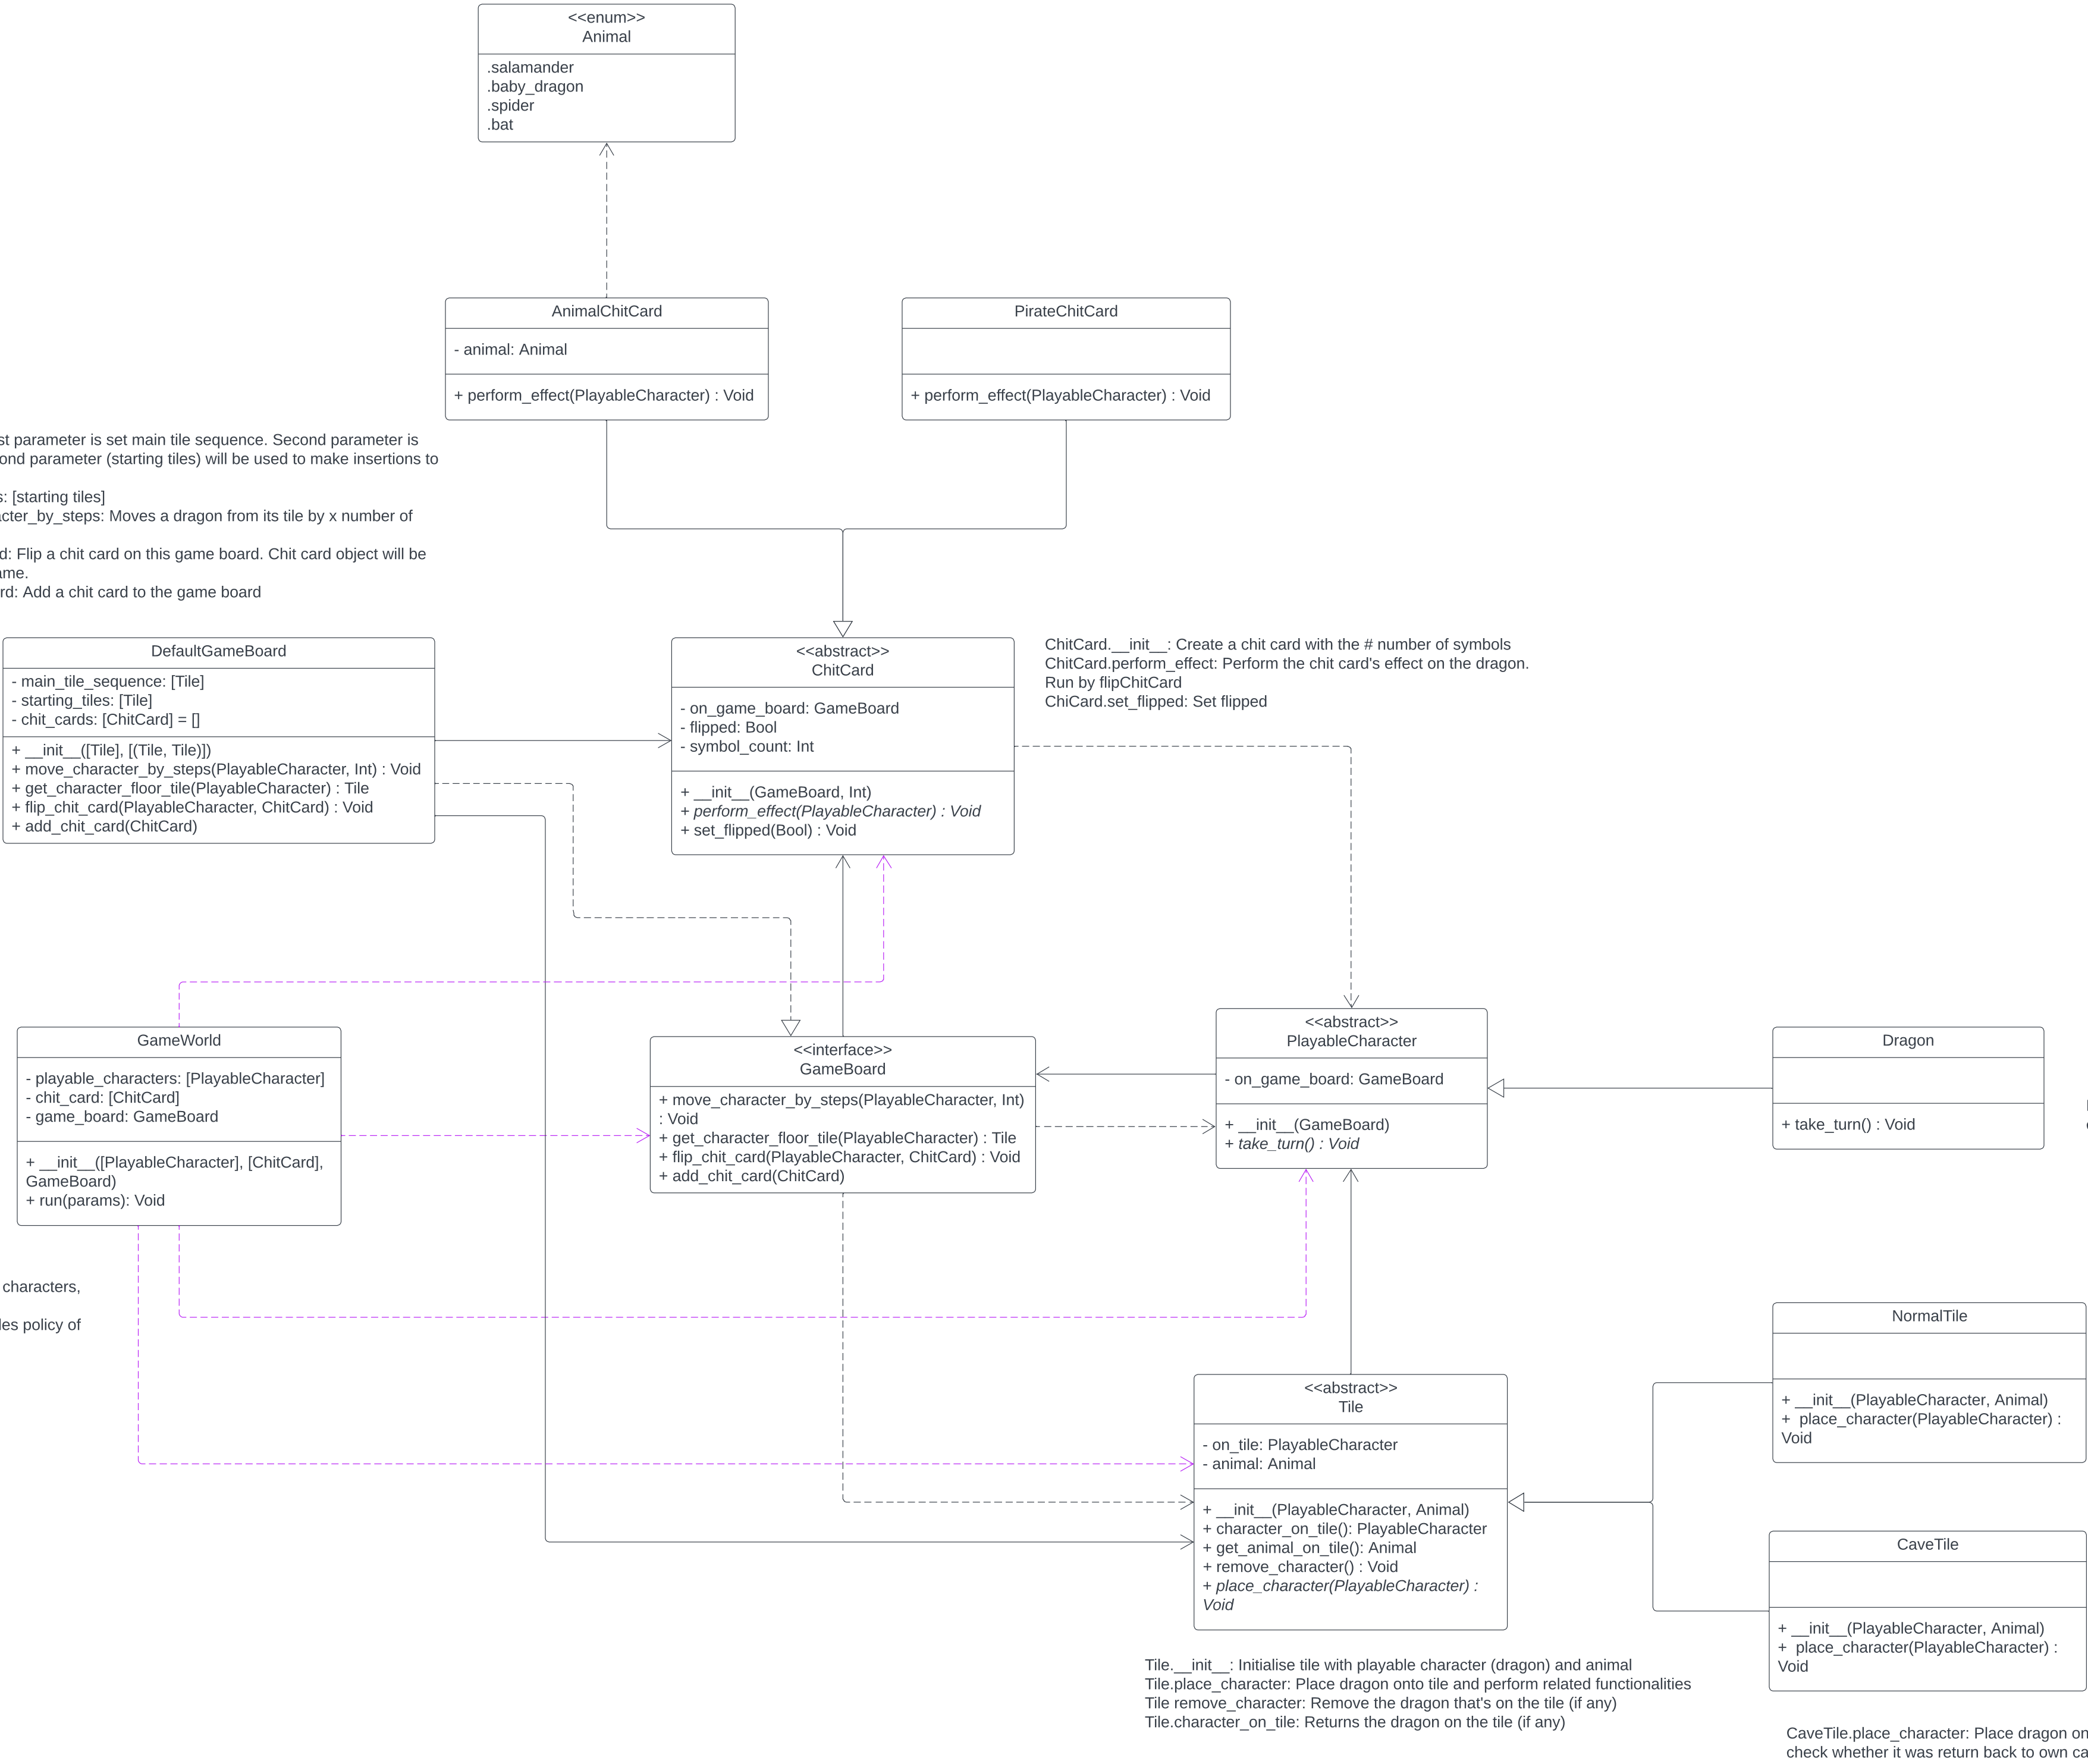 <<enum>>
Animal
.salamander
.baby_dragon
.spider
.bat
AnimalChitCard
- animal: Animal
+ perform_effect(PlayableCharacter) : Void
PirateChitCard
+ perform_effect(PlayableCharacter) : Void
st parameter is set main tile sequence. Second parameter is
ond parameter (starting tiles) will be used to make insertions to
s: [starting tiles]
acter_by_steps: Moves a dragon from its tile by x number of
d: Flip a chit card on this game board. Chit card object will be
ame.
rd: Add a chit card to the game board
DefaultGameBoard
- main_tile_sequence: [Tile]
- starting_tiles: [Tile]
- chit_cards: [ChitCard] = []
+ __init__([Tile], [(Tile, Tile)])
+ move_character_by_steps(PlayableCharacter, Int) : Void
+ get_character_floor_tile(PlayableCharacter) : Tile
+ flip_chit_card(PlayableCharacter, ChitCard) : Void
+ add_chit_card(ChitCard)
<<abstract>>
ChitCard
- on_game_board: GameBoard
- flipped: Bool
- symbol_count: Int
+ __init__(GameBoard, Int)
+ perform_effect(PlayableCharacter) : Void
+ set_flipped(Bool) : Void
ChitCard.__init__: Create a chit card with the # number of symbols
ChitCard.perform_effect: Perform the chit card's effect on the dragon.
Run by flipChitCard
ChiCard.set_flipped: Set flipped
GameWorld
- playable_characters: [PlayableCharacter]
- chit_card: [ChitCard]
- game_board: GameBoard
+ __init__([PlayableCharacter], [ChitCard],
GameBoard)
+ run(params): Void
<<interface>>
GameBoard
+ move_character_by_steps(PlayableCharacter, Int)
: Void
+ get_character_floor_tile(PlayableCharacter) : Tile
+ flip_chit_card(PlayableCharacter, ChitCard) : Void
+ add_chit_card(ChitCard)
<<abstract>>
PlayableCharacter
- on_game_board: GameBoard
+ __init__(GameBoard)
+ take_turn() : Void
Dragon
+ take_turn() : Void
characters,
les policy of
<<abstract>>
Tile
- on_tile: PlayableCharacter
- animal: Animal
+ __init__(PlayableCharacter, Animal)
+ character_on_tile(): PlayableCharacter
+ get_animal_on_tile(): Animal
+ remove_character() : Void
+ place_character(PlayableCharacter) :
Void
NormalTile
+ __init__(PlayableCharacter, Animal)
+  place_character(PlayableCharacter) :
Void
CaveTile
+ __init__(PlayableCharacter, Animal)
+  place_character(PlayableCharacter) :
Void
Tile.__init__: Initialise tile with playable character (dragon) and animal
Tile.place_character: Place dragon onto tile and perform related functionalities
Tile remove_character: Remove the dragon that's on the tile (if any)
Tile.character_on_tile: Returns the dragon on the tile (if any)
CaveTile.place_character: Place dragon on
check whether it was return back to own ca